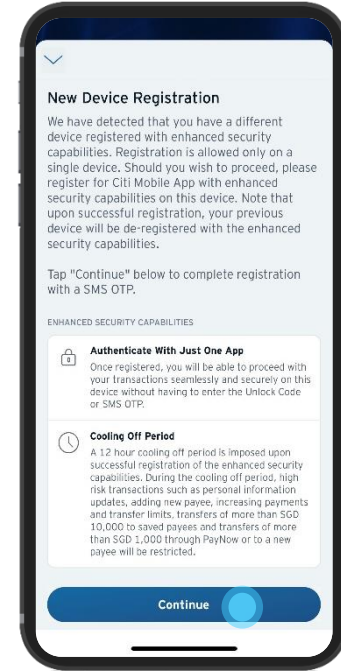 New Device Registration
We have detected that you have a different
device registered with enhanced security
capabilities. Registration is allowed only on a
single device. Should you wish to proceed, please
register for Citi Mobile App with enhanced
security capabilities on this device. Note that
upon successful registration, your previous
device will be de-registered with the enhanced
security capabilities.
Tap "Continue" below to complete registration
with a SMS OTP.
ENHANCED SECURITY CAPABILITIES
Authenticate With Just One App
Once registered, you will be able to proceed with
your transactions seamlessly and securely on this
device without having to enter the Unlock Code
or SMS OTP.
Cooling Off Period
A 12 hour cooling off period is imposed upon
successful registration of the enhanced security
capabilities. During the cooling off period, high
risk transactions such as personal information
updates, adding new payee, increasing payments
and transfer limits, transfers of more than SGD
10,000 to saved payees and transfers of more
than SGD 1,000 through PayNow or to a new
payee will be restricted.
Continue